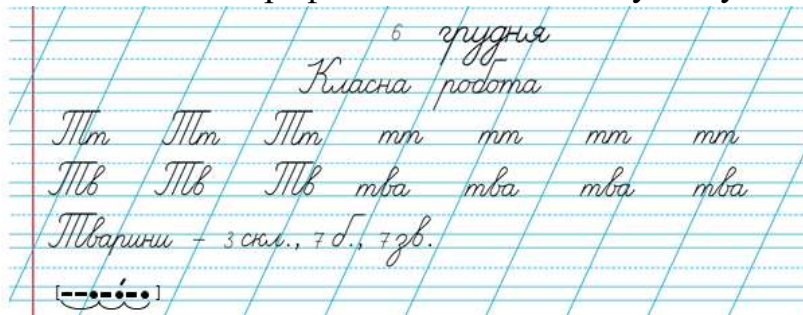 6 грудня
Класна робота
Тт Тт Тт тт тт тт тт
Тв Тв Тв тва тва тва тва
Тварини – 3 скл., 7 б., 7 зв.
[––•–•́–•]